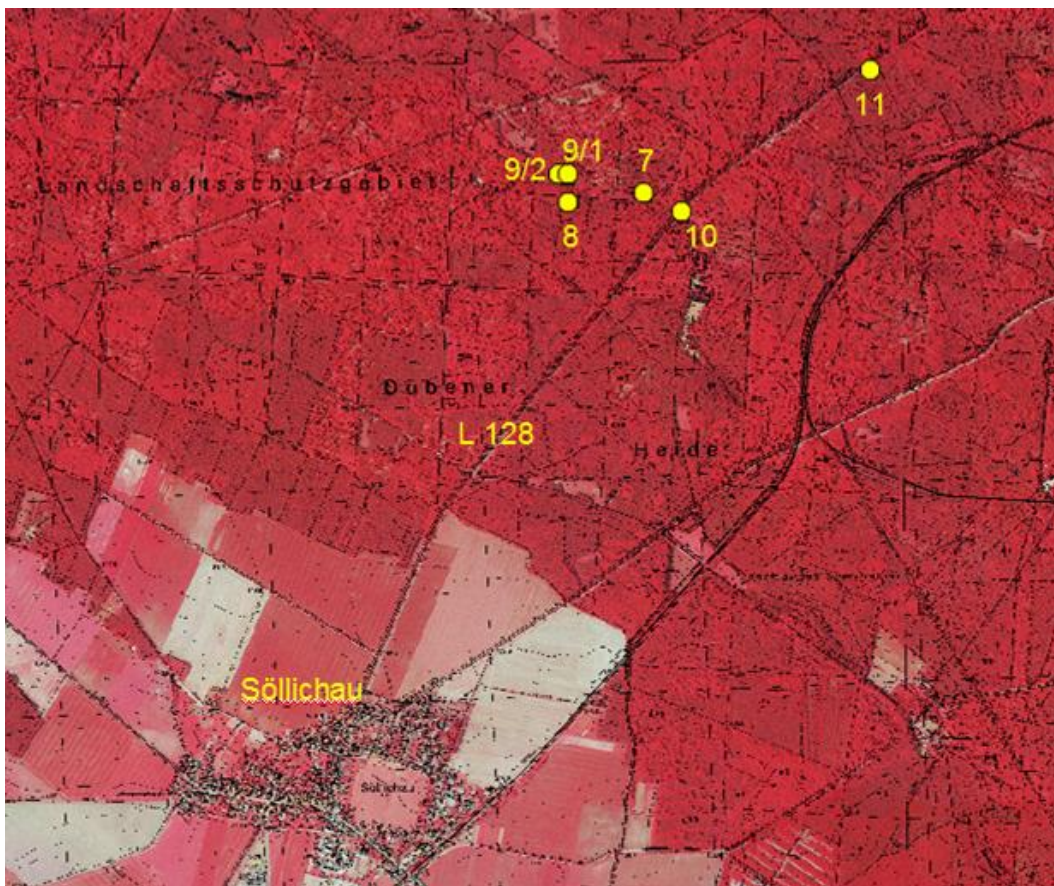 11
9/1
7
9/2
Landschaftsschutzgebiet
8
10
Dübener
L 128
Heide
Söllichau
Söllichau